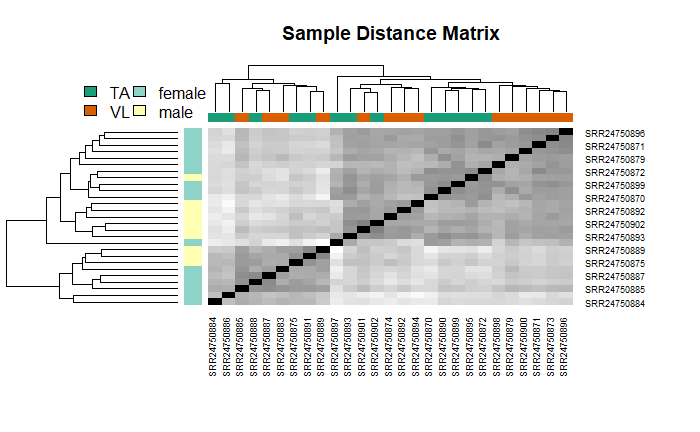 Sample Distance Matrix
TA female
VL male
SRR24750896
SRR24750871
SRR24750879
SRR24750872
SRR24750899
SRR24750870
SRR24750892
SRR24750902
SRR24750893
SRR24750889
SRR24750875
SRR24750887
SRR24750885
SRR24750884
SRR24750884
SRR24750886
SRR24750885
SRR24750888
SRR24750887
SRR24750883
SRR24750875
SRR24750891
SRR24750889
SRR24750897
SRR24750893
SRR24750901
SRR24750902
SRR24750874
SRR24750892
SRR24750894
SRR24750870
SRR24750890
SRR24750899
SRR24750895
SRR24750872
SRR24750898
SRR24750879
SRR24750900
SRR24750871
SRR24750873
SRR24750896